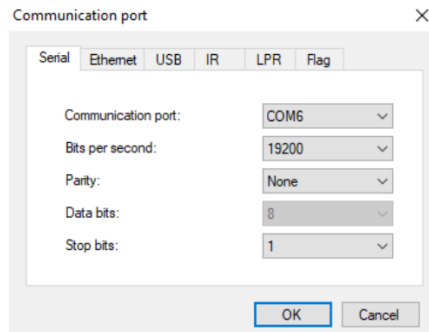 Communication port
Serial Ethernet USB IR LPR Flag
Communication port: COM6
Bits per second: 19200
Parity: None
Data bits: 8
Stop bits: 1
OK Cancel